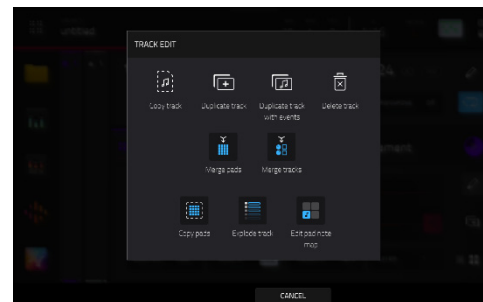 untitled
TRACK EDIT
Copy track
Duplicate track
Duplicate track
with events
Delete track
Merge pads
Merge tracks
Copy pads
Explode track
Edit pad note
map
CANCEL